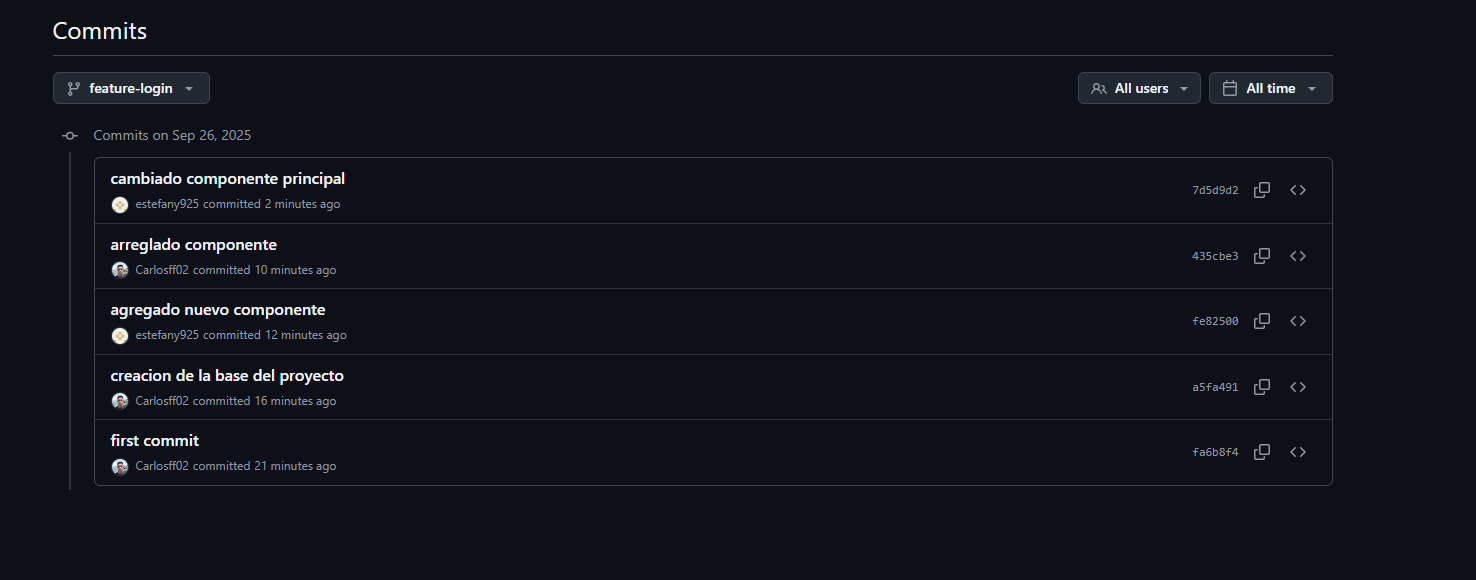 Commits
feature-login
All users
All time
Commits on Sep 26, 2025
cambiado componente principal
estefany925 committed 2 minutes ago
7d5d9d2
arreglado componente
Carlosff02 committed 10 minutes ago
435cbe3
agregado nuevo componente
estefany925 committed 12 minutes ago
fe82500
creacion de la base del proyecto
Carlosff02 committed 16 minutes ago
a5fa491
first commit
Carlosff02 committed 21 minutes ago
fa6b8f4